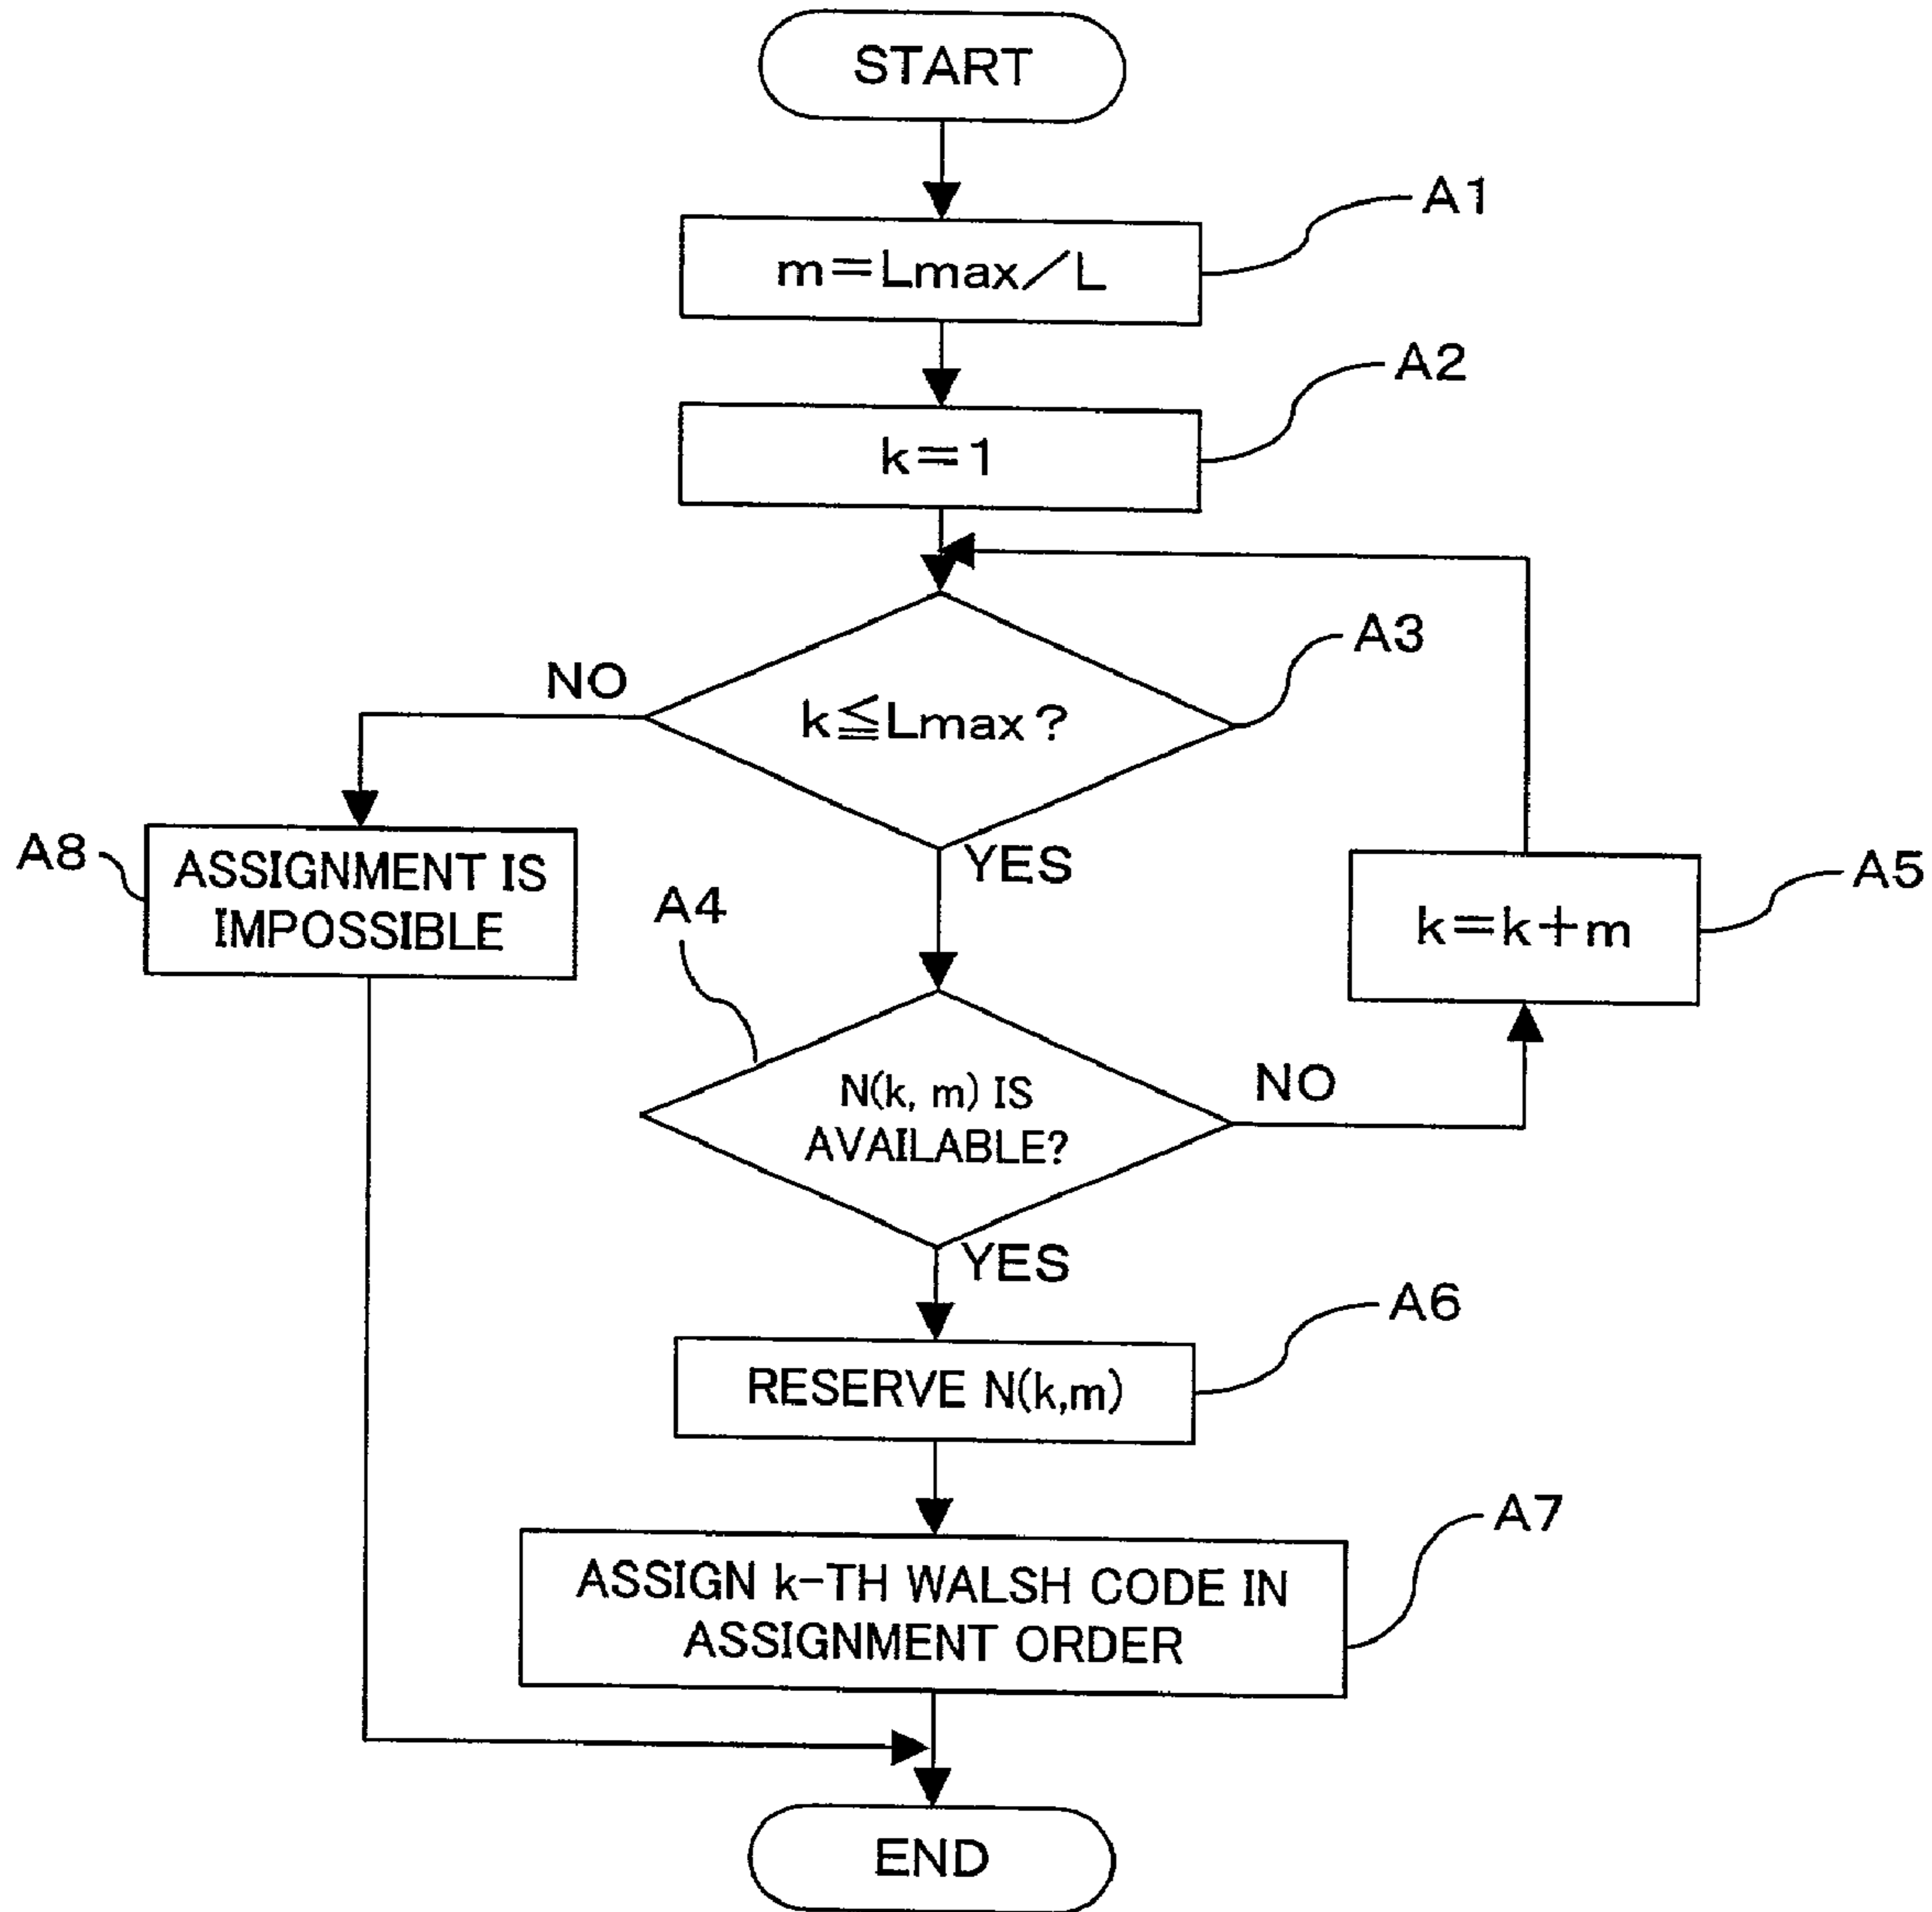 START
A1
m=Lmax/L
A2
k=1
A3
NO
k≦Lmax?
YES
A8
ASSIGNMENT IS
IMPOSSIBLE
A5
k=k+m
A4
N(k, m) IS
AVAILABLE?
NO
YES
A6
RESERVE N(k,m)
A7
ASSIGN k-TH WALSH CODE IN
ASSIGNMENT ORDER
END